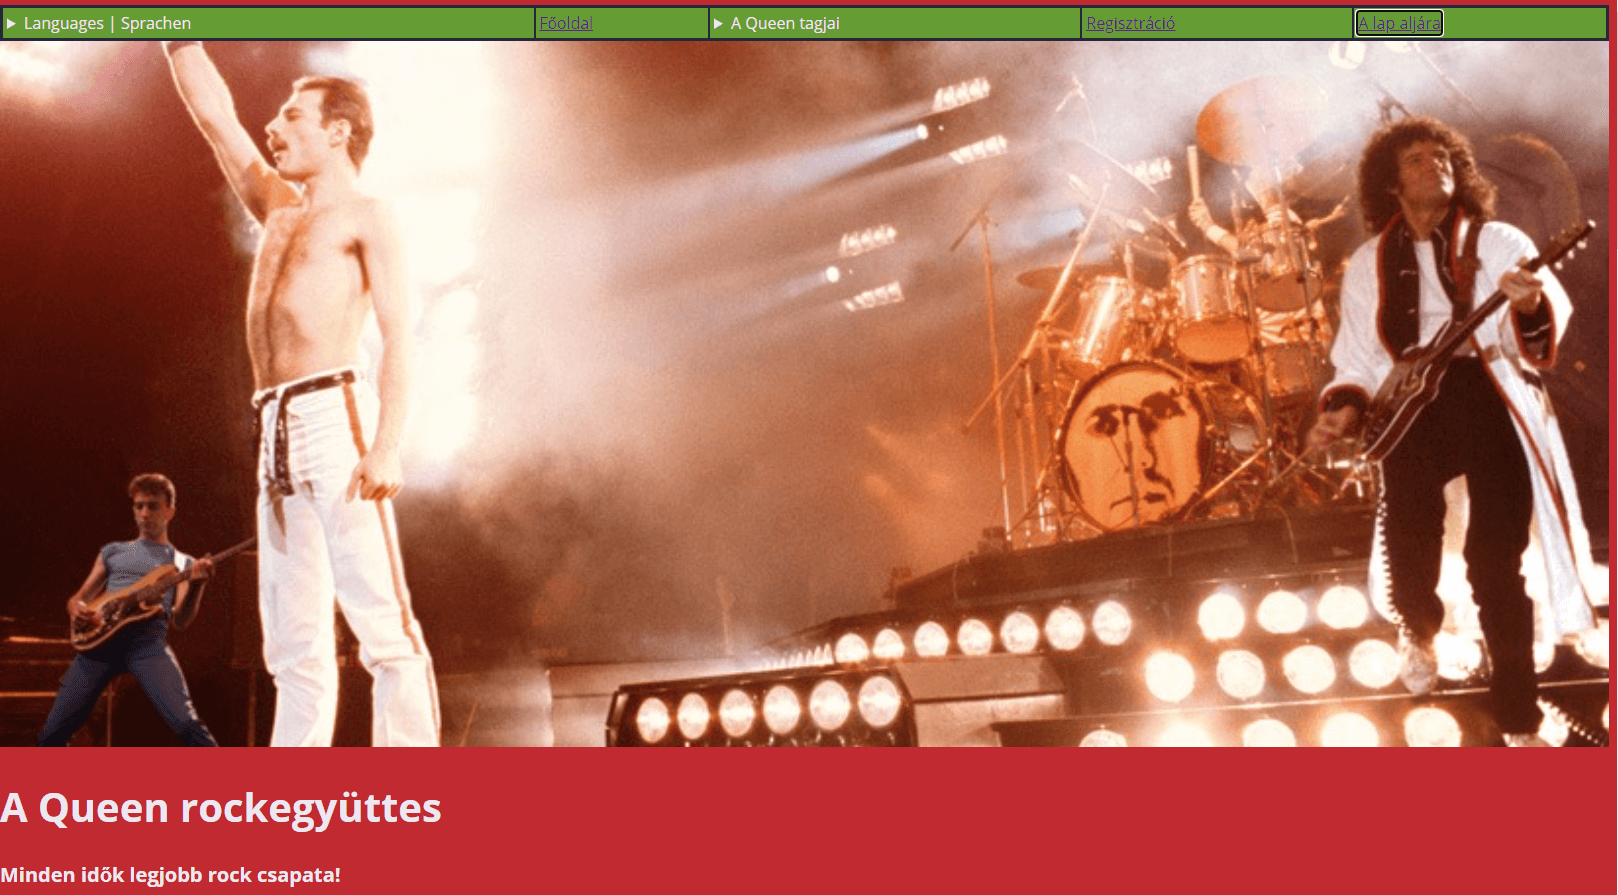 Languages | Sprachen
Főoldal
A Queen tagjai
Regisztráció
A lap aljára
A Queen rockegyüttes
Minden idők legjobb rock csapata!